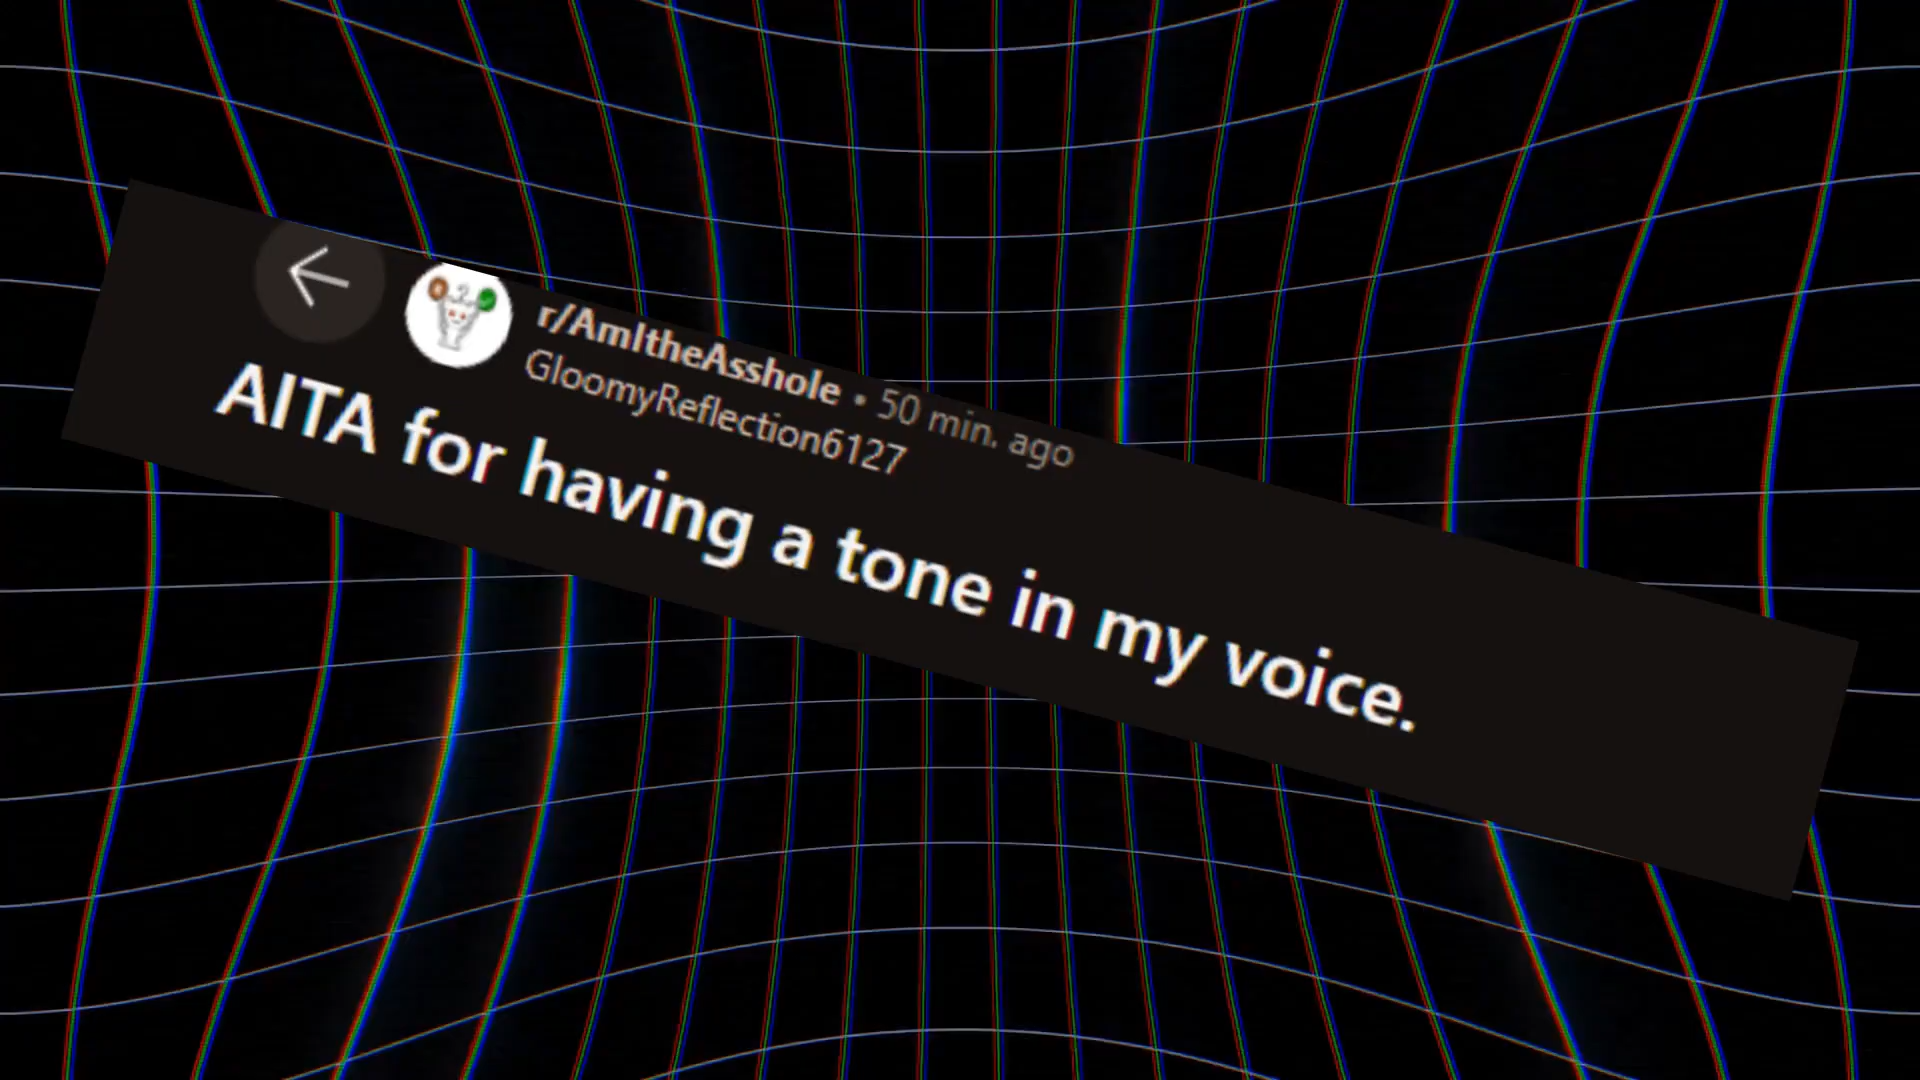 r/AmItheAsshole • 50 min. ago
GloomyReflection6127
AITA for having a tone in my voice.